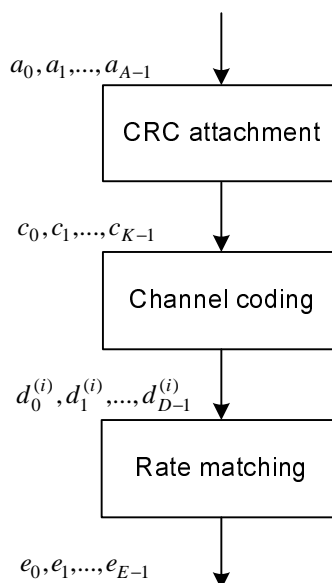 a_0, a_1,..., a_{A-1}
CRC attachment
c_0, c_1,..., c_{K-1}
Channel coding
d_0^{(i)}, d_1^{(i)},..., d_{D-1}^{(i)}
Rate matching
e_0, e_1,..., e_{E-1}